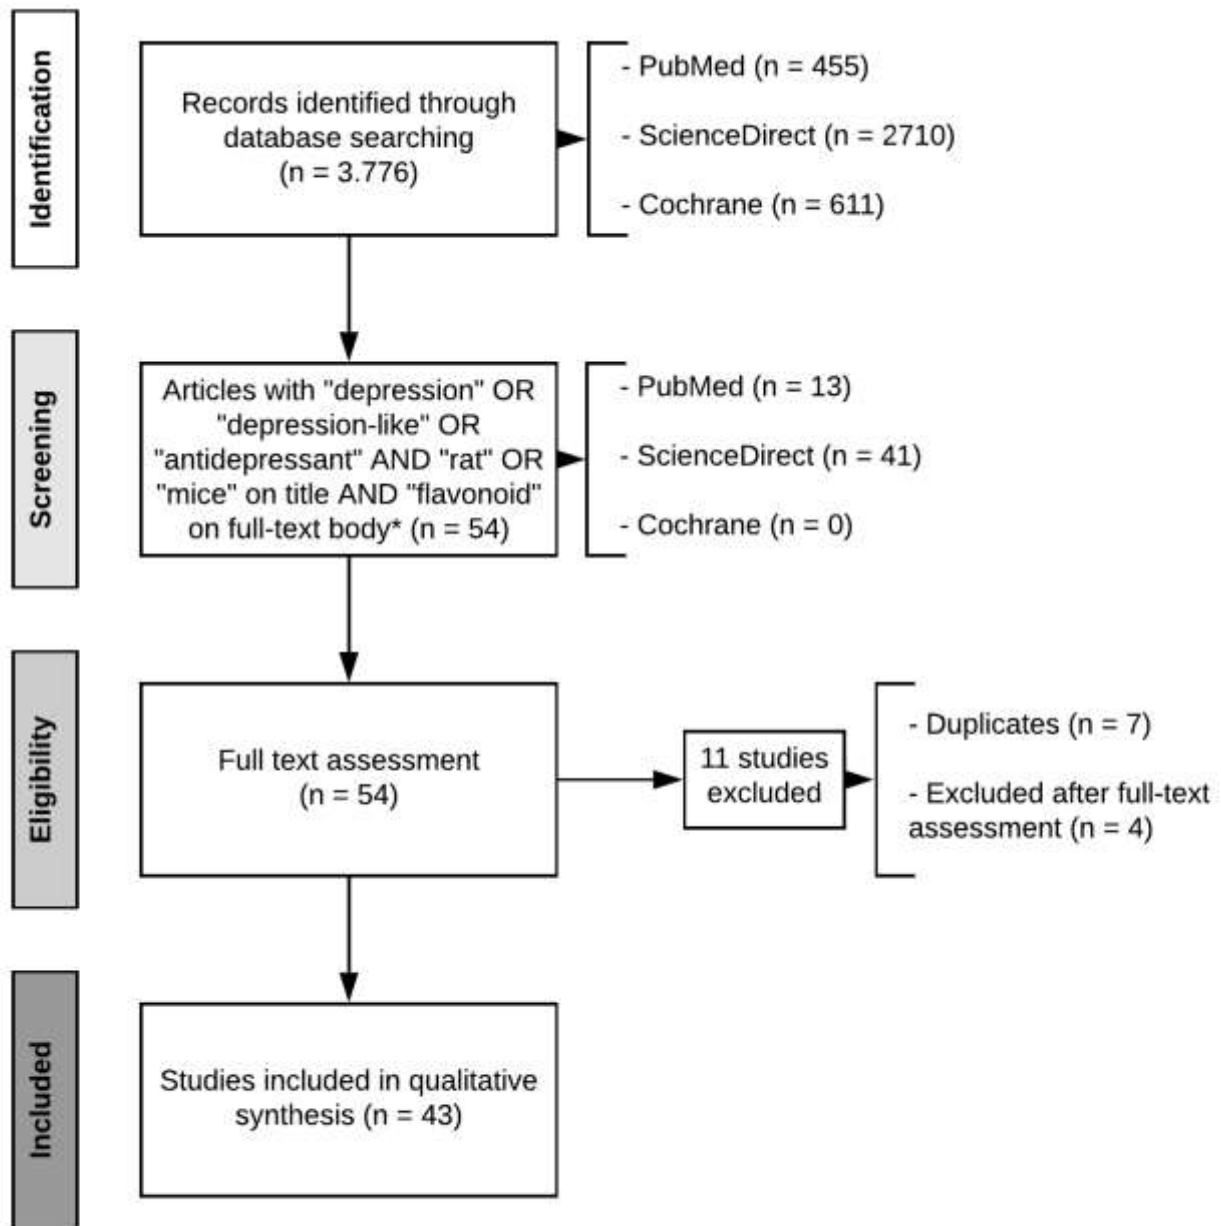 Identification
Records identified through
database searching
(n = 3.776)
- PubMed (n = 455)
- ScienceDirect (n = 2710)
- Cochrane (n = 611)
Screening
Articles with "depression" OR
"depression-like" OR
"antidepressant" AND "rat" OR
"mice" on title AND "flavonoid"
on full-text body* (n = 54)
- PubMed (n = 13)
- ScienceDirect (n = 41)
- Cochrane (n = 0)
Eligibility
Full text assessment
(n = 54)
11 studies
excluded
- Duplicates (n = 7)
- Excluded after full-text
assessment (n = 4)
Included
Studies included in qualitative
synthesis (n = 43)